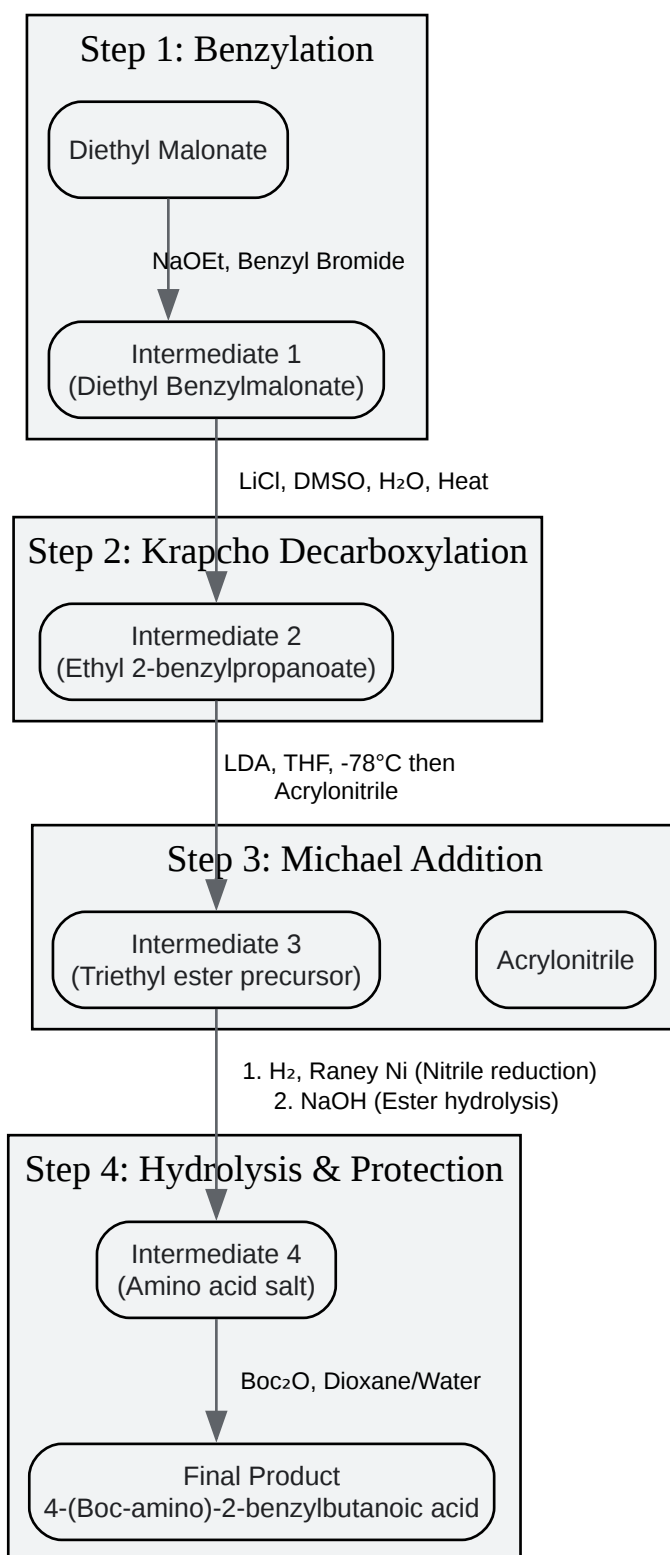 Step 1: Benzylation
Diethyl Malonate
NaOEt, Benzyl Bromide
Intermediate 1
(Diethyl Benzylmalonate)
LiCl, DMSO, H₂O, Heat
Step 2: Krapcho Decarboxylation
Intermediate 2
(Ethyl 2-benzylpropanoate)
LDA, THF, -78°C then
Acrylonitrile
Step 3: Michael Addition
Intermediate 3
(Triethyl ester precursor)
Acrylonitrile
1. H₂, Raney Ni (Nitrile reduction)
2. NaOH (Ester hydrolysis)
Step 4: Hydrolysis & Protection
Intermediate 4
(Amino acid salt)
Boc₂O, Dioxane/Water
Final Product
4-(Boc-amino)-2-benzylbutanoic acid